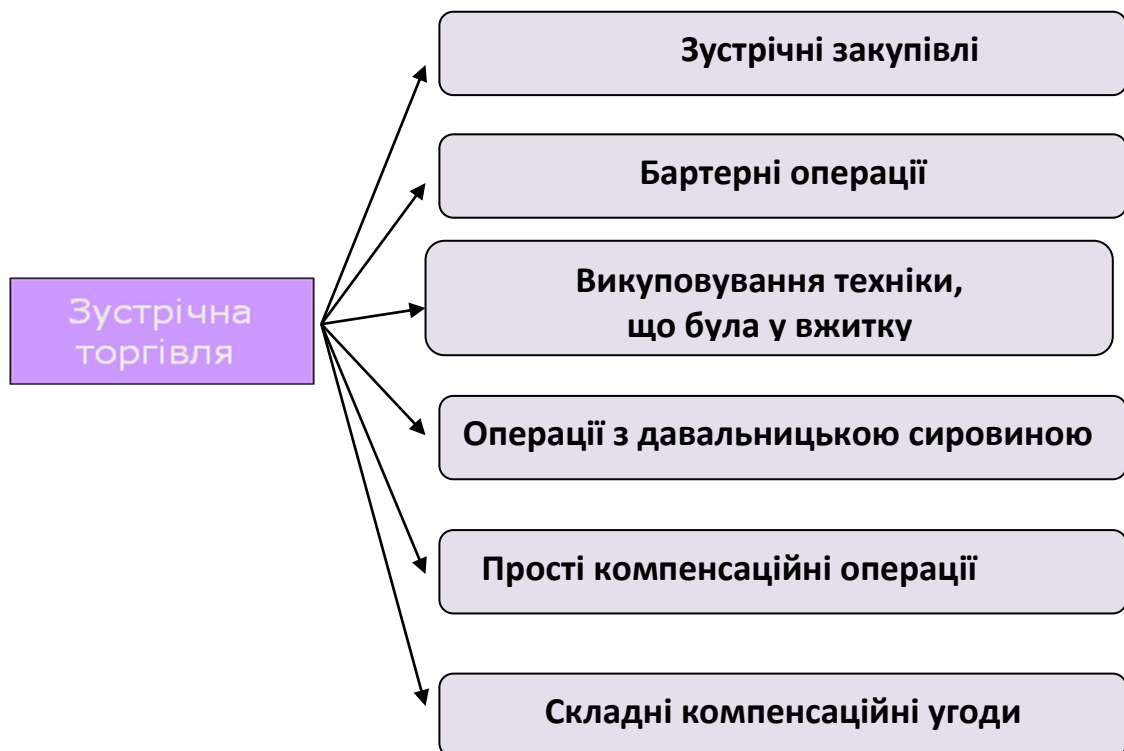 Зустрічні закупівлі
Бартерні операції
Викуповування техніки,
що була у вжитку
Зустрічна
торгівля
Операції з давальницькою сировиною
Прості компенсаційні операції
Складні компенсаційні угоди